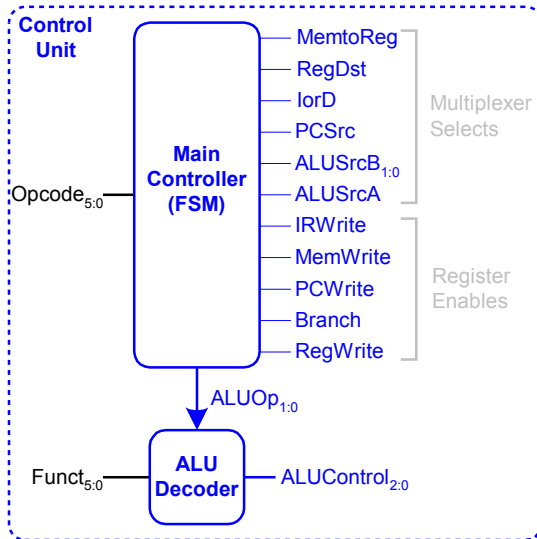 Control
Unit
MemtoReg
RegDst
IorD
PCSrc
ALUSrcB1:0
ALUSrcA
IRWrite
MemWrite
PCWrite
Branch
RegWrite
Multiplexer
Selects
Register
Enables
Main
Controller
(FSM)
Opcode5:0
ALUOp1:0
ALU
Decoder
Funct5:0
ALUControl2:0